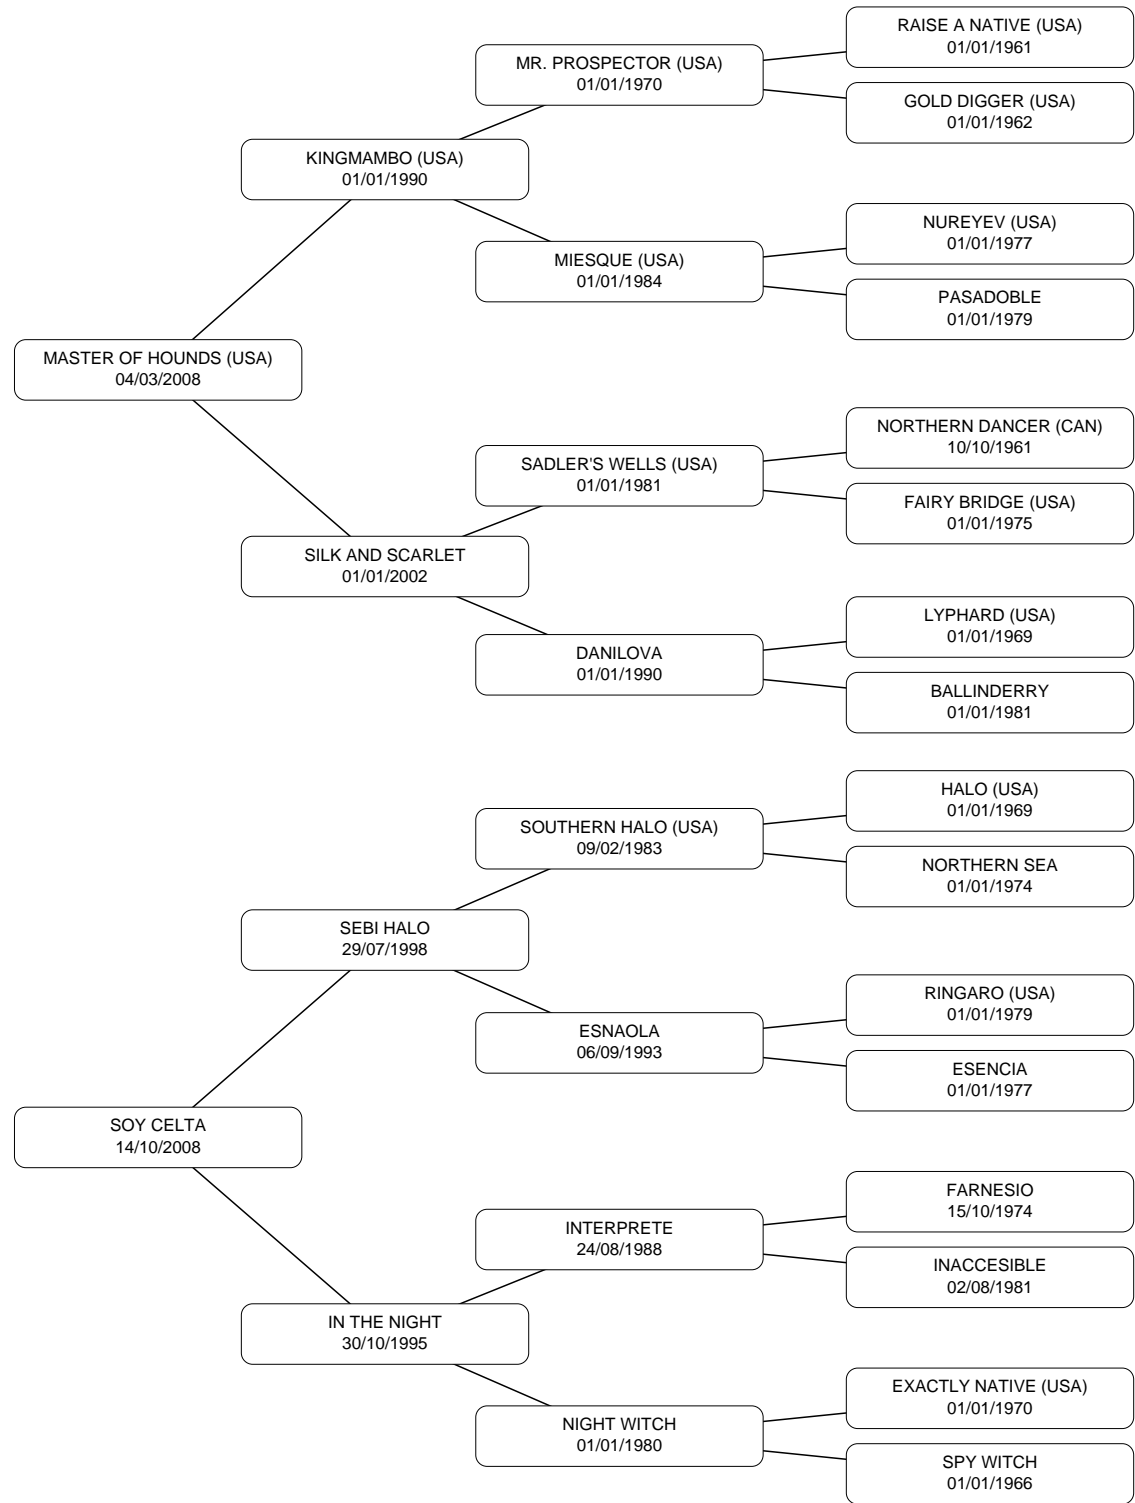 RAISE A NATIVE (USA)
01/01/1961
MR. PROSPECTOR (USA)
01/01/1970
GOLD DIGGER (USA)
01/01/1962
KINGMAMBO (USA)
01/01/1990
NUREYEV (USA)
01/01/1977
MIESQUE (USA)
01/01/1984
PASADOBLE
01/01/1979
MASTER OF HOUNDS (USA)
04/03/2008
NORTHERN DANCER (CAN)
10/10/1961
SADLER'S WELLS (USA)
01/01/1981
FAIRY BRIDGE (USA)
01/01/1975
SILK AND SCARLET
01/01/2002
LYPHARD (USA)
01/01/1969
DANILOVA
01/01/1990
BALLINDERRY
01/01/1981
HALO (USA)
01/01/1969
SOUTHERN HALO (USA)
09/02/1983
NORTHERN SEA
01/01/1974
SEBI HALO
29/07/1998
RINGARO (USA)
01/01/1979
ESNAOLA
06/09/1993
ESENCIA
01/01/1977
SOY CELTA
14/10/2008
FARNESIO
15/10/1974
INTERPRETE
24/08/1988
INACCESIBLE
02/08/1981
IN THE NIGHT
30/10/1995
EXACTLY NATIVE (USA)
01/01/1970
NIGHT WITCH
01/01/1980
SPY WITCH
01/01/1966